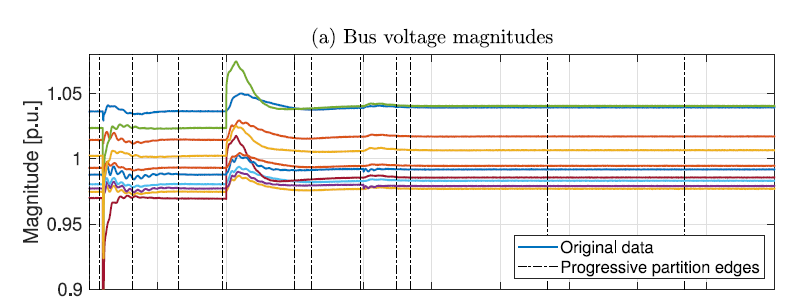 (a) Bus voltage magnitudes
1.05
1
0.95
0.9
Magnitude [p.u.]
Original data
Progressive partition edges